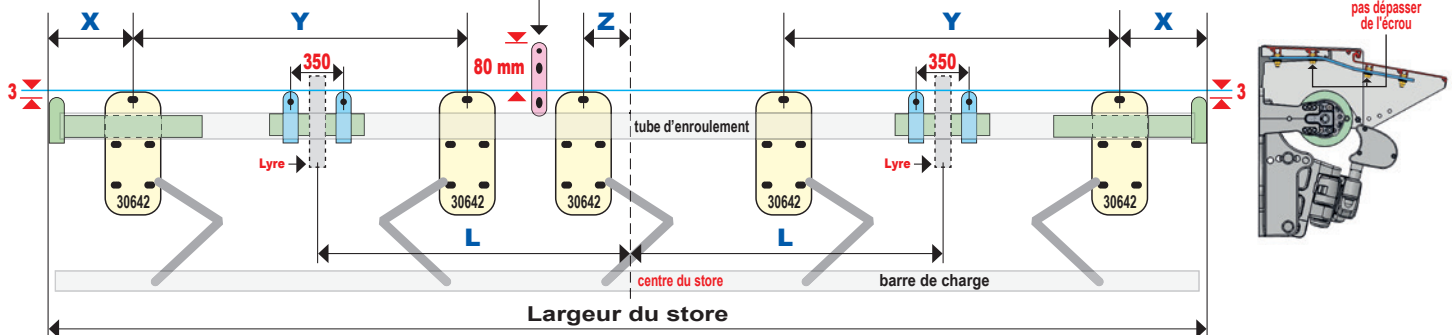 X Y Z Y X
pas dépasser
de l'écrou
350 80 mm 350
3 3
tube d'enroulement
Lyre Lyre
30642 30642 30642 30642 30642
L L
centre du store barre de charge
Largeur du store